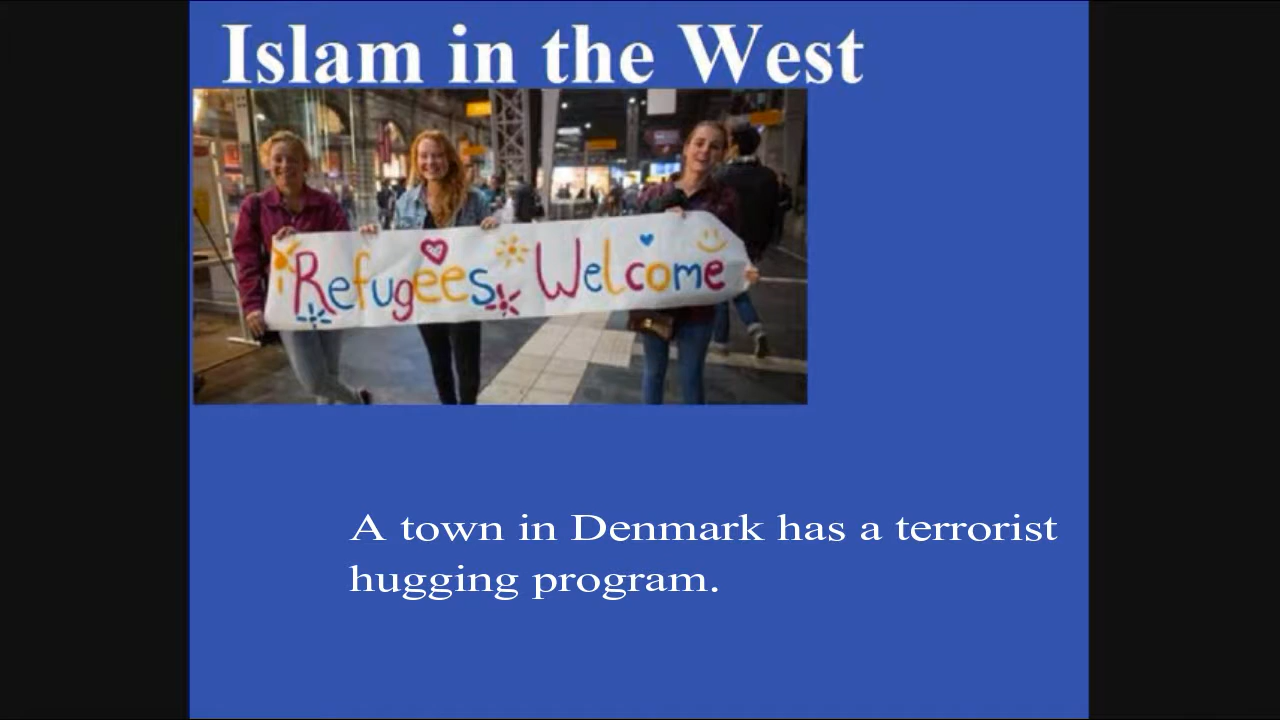 Islam in the West
Refugees Welcome
A town in Denmark has a terrorist
hugging program.